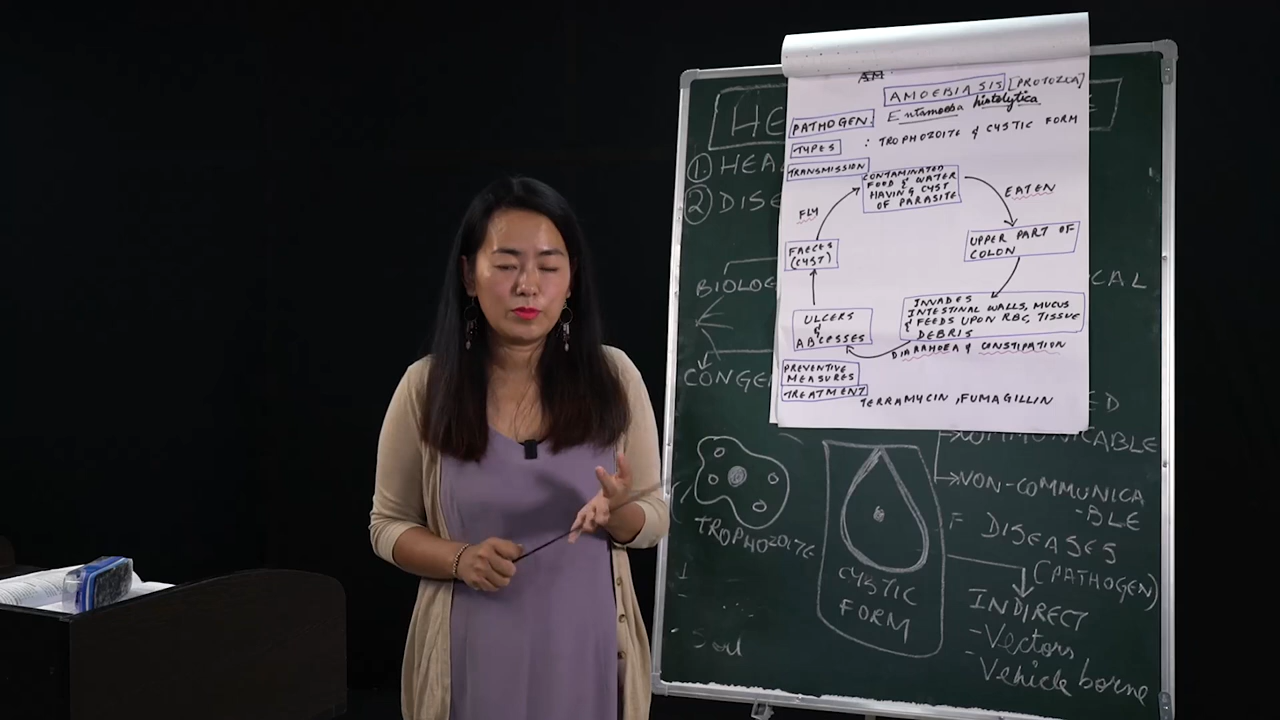 AM
AMOEBIASIS [PROTOZOA]
PATHOGEN: Entamoeba histolytica
TYPES : TROPHOZOITE & CYSTIC FORM
TRANSMISSION
CONTAMINATED
FOOD & WATER
HAVING CYST
OF PARASITE
EATEN
UPPER PART OF
COLON
INVADES
INTESTINAL WALLS, MUCUS
& FEEDS UPON RBC, TISSUE
DEBRIS
DIARRAHOEA & CONSTIPATION
ULCERS
&
ABCESSES
FAECES
(CYST)
FLY
PREVENTIVE
MEASURES
TREATMENT
TERRAMYCIN, FUMAGILLIN
HE
1. HEA
2 DISE
BIOLOG
CAL
CONGE
ED
COMMUNICABLE
NON-COMMUNICA
-BLE
F DISEASES
(PATHOGEN)
INDIRECT
- Vectors
- Vehicle borne
TROPHOZOITE
CYSTIC
FORM
- Soil